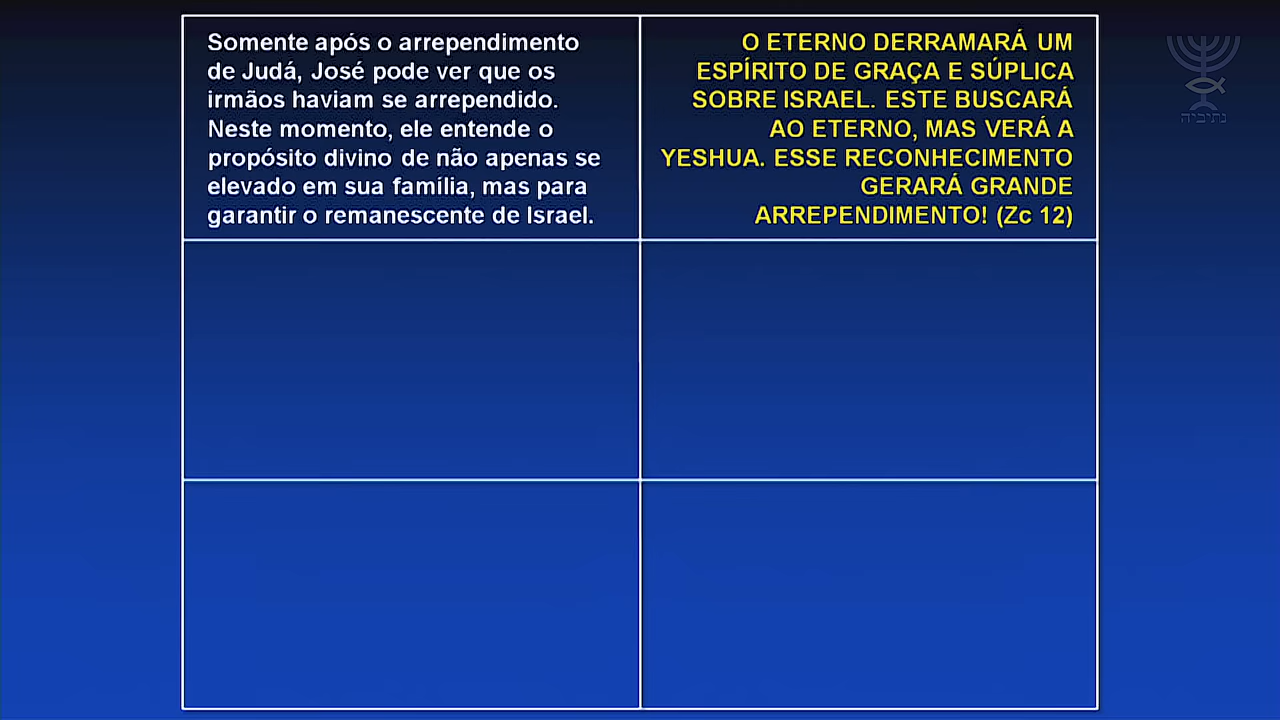 Somente após o arrependimento
de Judá, José pode ver que os
irmãos haviam se arrependido.
Neste momento, ele entende o
propósito divino de não apenas se
elevado em sua família, mas para
garantir o remanescente de Israel.
O ETERNO DERRAMARÁ UM
ESPÍRITO DE GRAÇA E SÚPLICA
SOBRE ISRAEL. ESTE BUSCARÁ
AO ETERNO, MAS VERÁ A
YESHUA. ESSE RECONHECIMENTO
GERARÁ GRANDE
ARREPENDIMENTO! (Zc 12)
נתיביה